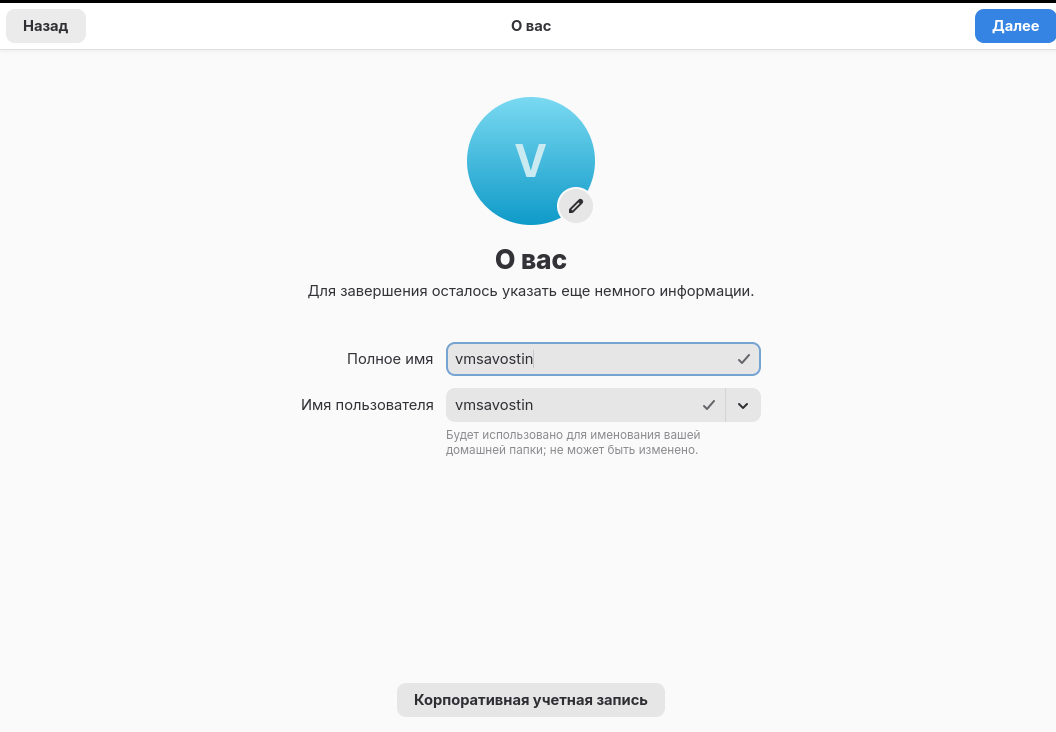 Назад
О вас
Далее
V
О вас
Для завершения осталось указать еще немного информации.
Полное имя vmsavostin
Имя пользователя vmsavostin
Будет использовано для именования вашей
домашней папки; не может быть изменено.
Корпоративная учетная запись